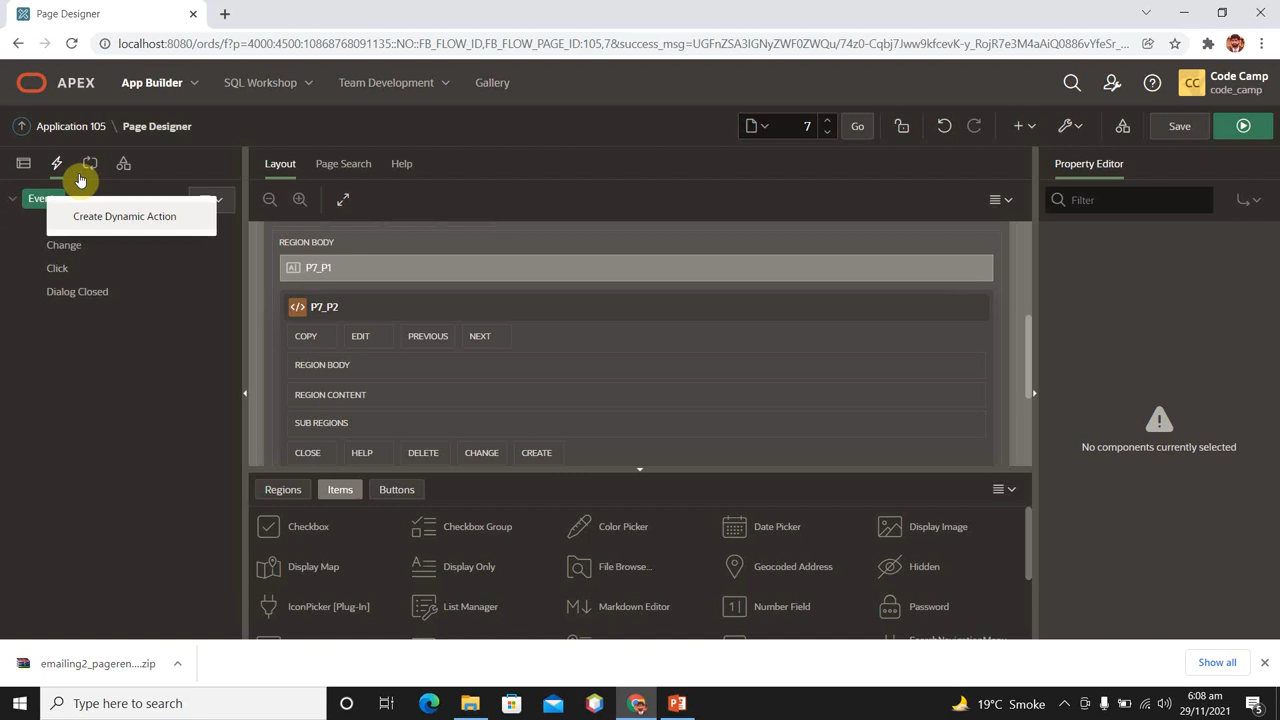 Page Designer
localhost:8080/ords/f?p=4000:4500:10868768091135::NO::FB_FLOW_ID,FB_FLOW_PAGE_ID:105,7&success_msg=
APEX
App Builder
SQL Workshop
Team Development
Gallery
Code Camp
CC
code_camp
Application 105 \ Page Designer
7
Go
Save
Layout
Page Search
Help
Property Editor
Filter
Create Dynamic Action
Change
Click
Dialog Closed
REGION BODY
P7_P1
P7_P2
COPY
EDIT
PREVIOUS
NEXT
REGION BODY
REGION CONTENT
SUB REGIONS
CLOSE
HELP
DELETE
CHANGE
CREATE
No components currently selected
Regions
Items
Buttons
Checkbox
Checkbox Group
Color Picker
Date Picker
Display Image
Display Map
Display Only
File Browse...
Geocoded Address
Hidden
IconPicker [Plug-In]
List Manager
Markdown Editor
Number Field
Password
emailing2_pageren....zip
Show all
Type here to search
19°C Smoke
6:08 am
29/11/2021
5